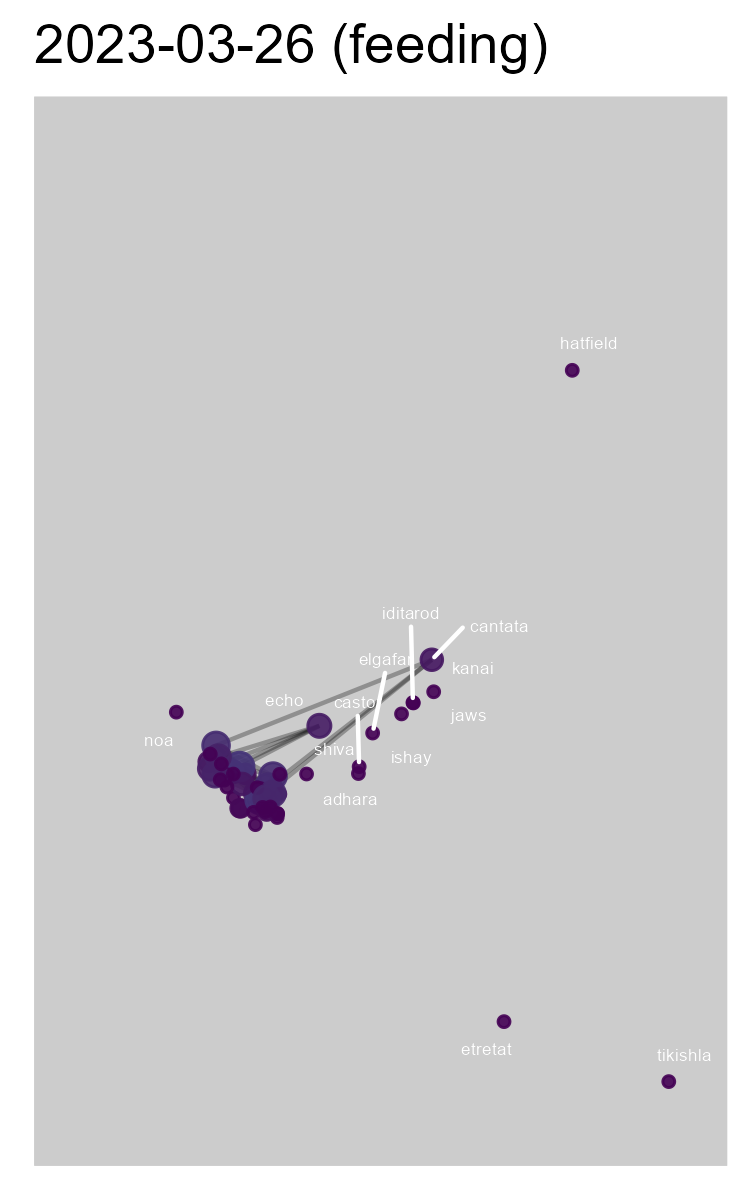 2023-03-26 (feeding)
hatfield
iditarod
cantata
elgafar
kanai
echo
castor
jaws
noa
shiva
ishay
adhara
etretat
tikishla